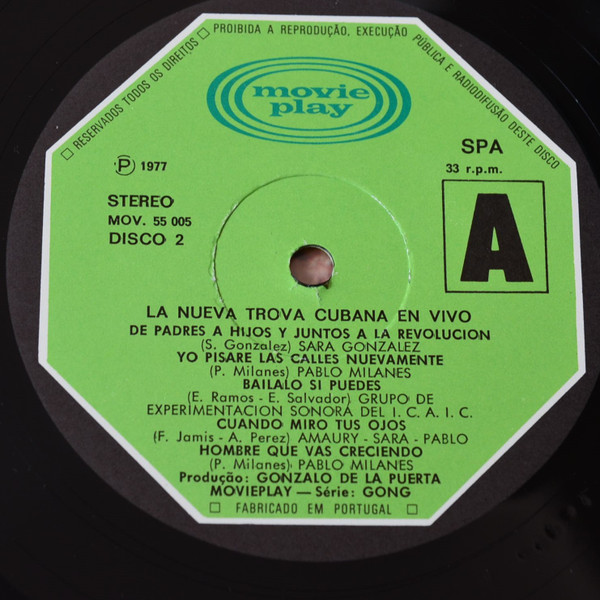 □ RESERVADOS TODOS OS DIREITOS □ PROIBIDA A REPRODUÇÃO, EXECUÇÃO
PÚBLICA E RADIODIFUSÃO DESTE DISCO
movie
play
SPA
Ⓟ 1977
33 r.p.m.
STEREO
MOV. 55 005
DISCO 2
A
LA NUEVA TROVA CUBANA EN VIVO
DE PADRES A HIJOS Y JUNTOS A LA REVOLUCION
(S. Gonzalez) SARA GONZALEZ
YO PISARE LAS CALLES NUEVAMENTE
(P. Milanes) PABLO MILANES
BAILALO SI PUEDES
(E. Ramos - E. Salvador) GRUPO DE
EXPERIMENTACION SONORA DEL I. C. A. I. C.
CUANDO MIRO TUS OJOS
(F. Jamis - A. Perez) AMAURY - SARA - PABLO
HOMBRE QUE VAS CRECIENDO
(P. Milanes) PABLO MILANES
Produção: GONZALO DE LA PUERTA
MOVIEPLAY — Série: GONG
□ FABRICADO EM PORTUGAL □